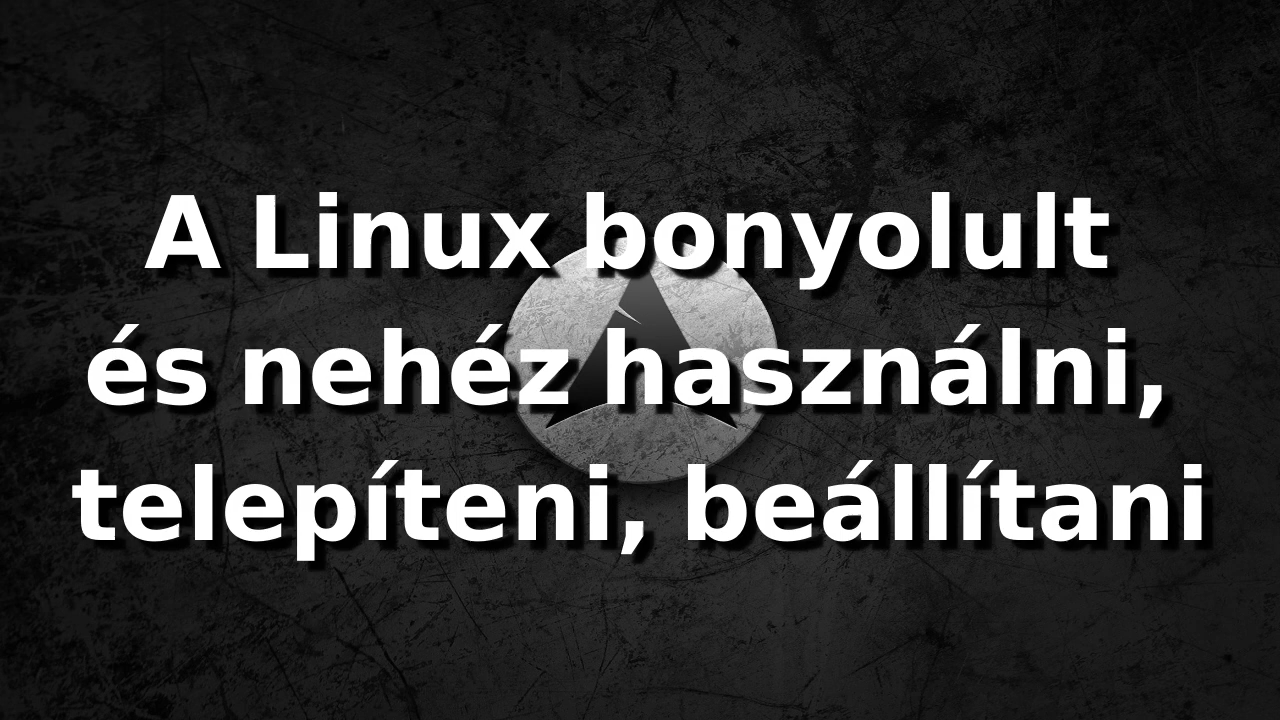 A Linux bonyolult
és nehéz használni,
telepíteni, beállítani